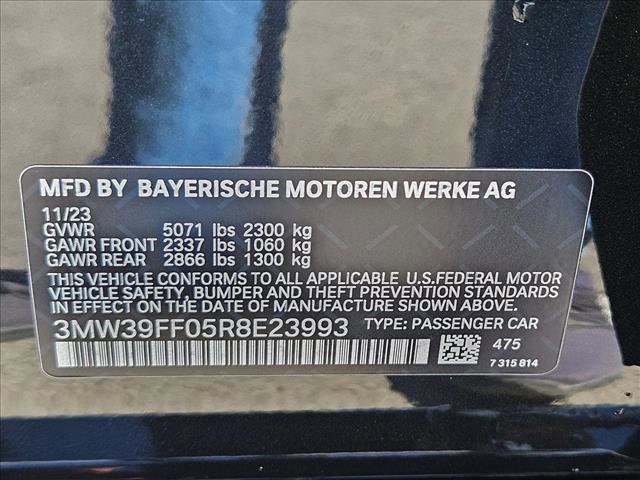 MFD BY BAYERISCHE MOTOREN WERKE AG
11/23
GVWR 5071 lbs 2300 kg
GAWR FRONT 2337 lbs 1060 kg
GAWR REAR 2866 lbs 1300 kg
THIS VEHICLE CONFORMS TO ALL APPLICABLE U.S.FEDERAL MOTOR
VEHICLE SAFETY, BUMPER AND THEFT PREVENTION STANDARDS
IN EFFECT ON THE DATE OF MANUFACTURE SHOWN ABOVE.
3MW39FF05R8E23993 TYPE: PASSENGER CAR
475
7 315 814